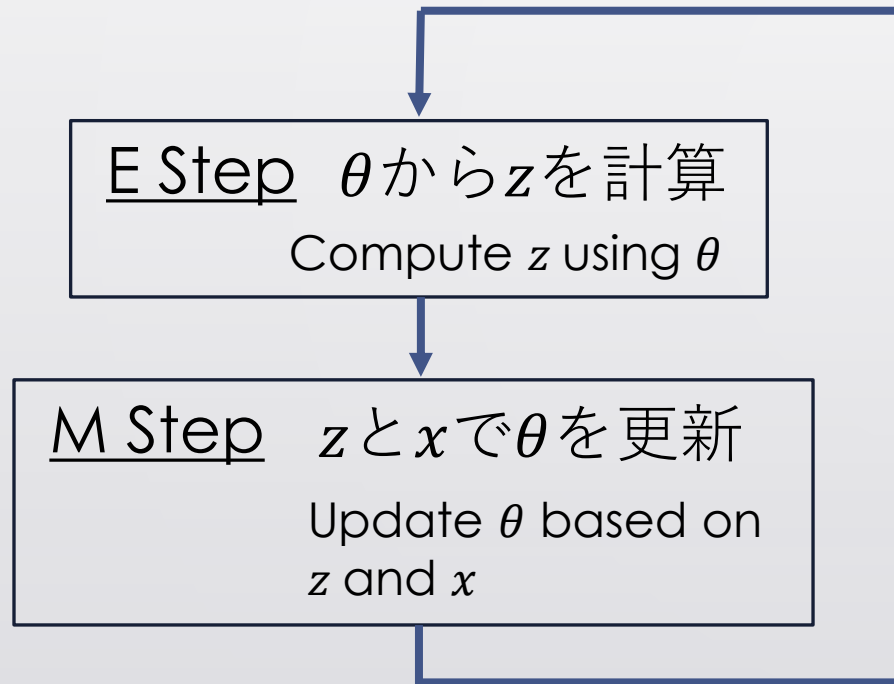 E Step θからzを計算
Compute z using θ
M Step zとxでθを更新
Update θ based on
z and x